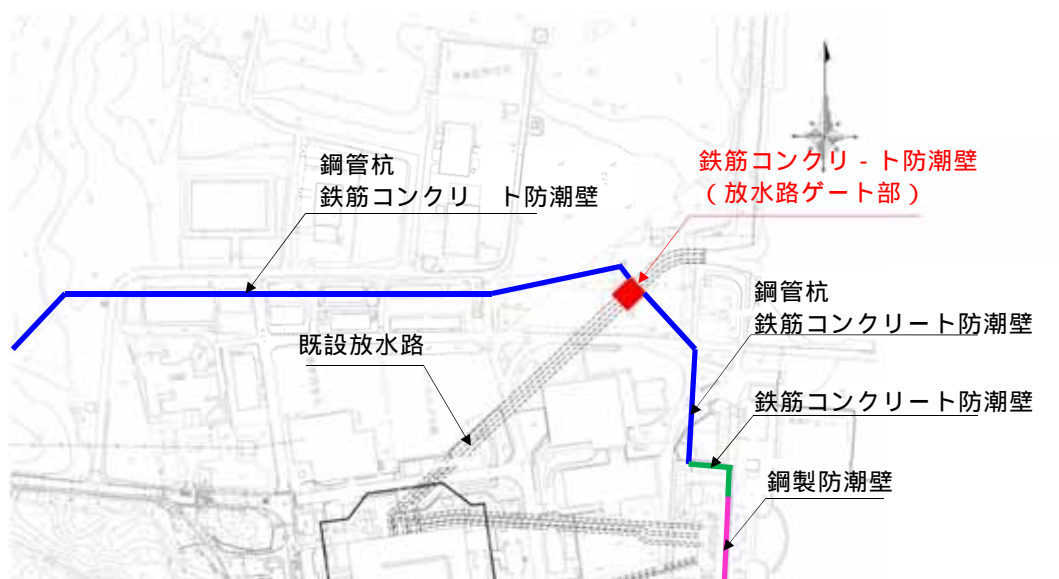 鋼管杭
鉄筋コンクリ　ト防潮壁
鉄筋コンクリ‐ト防潮壁
（放水路ゲート部）
鋼管杭
鉄筋コンクリート防潮壁
既設放水路
鉄筋コンクリート防潮壁
鋼製防潮壁